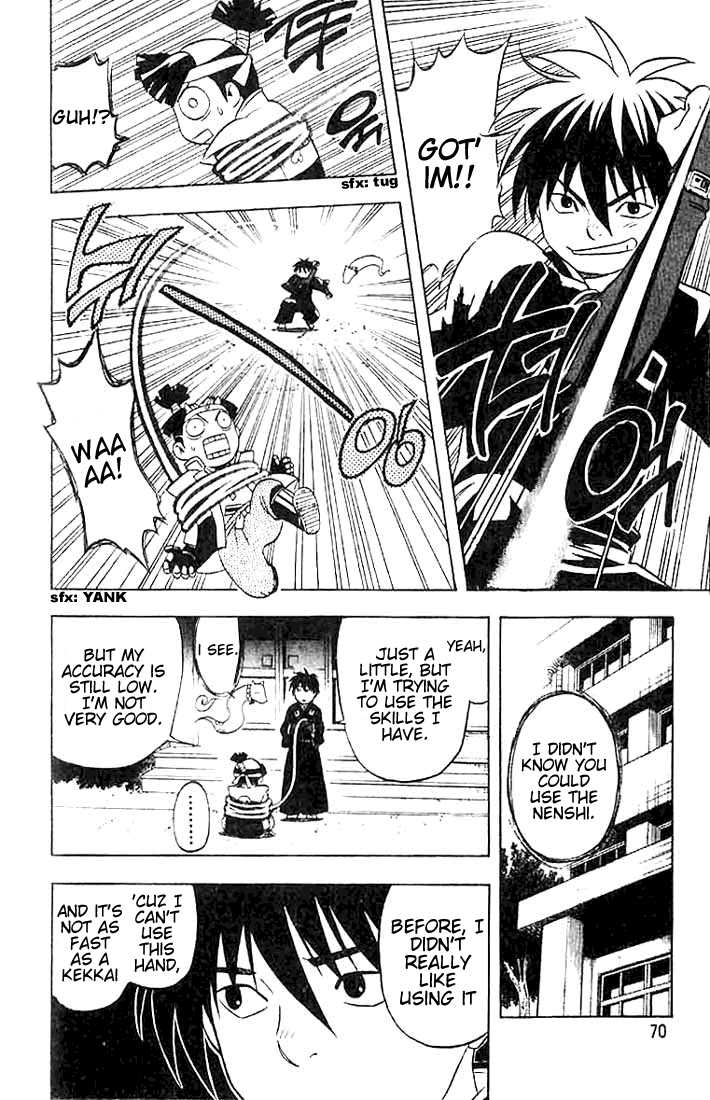 GOT'
IM!!
GUH!?
sfx: tug
WAA
AA!
sfx: YANK
I DIDN'T
KNOW YOU
COULD
USE THE
NENSHI.
YEAH,
JUST A
LITTLE, BUT
I'M TRYING
TO USE THE
SKILLS I
HAVE.
I SEE.
BUT MY
ACCURACY IS
STILL LOW.
I'M NOT
VERY GOOD.
........
BEFORE, I
DIDN'T
REALLY
LIKE
USING IT
'CUZ I
CAN'T
USE
THIS
HAND,
AND IT'S
NOT AS
FAST
AS A
KEKKAI
70